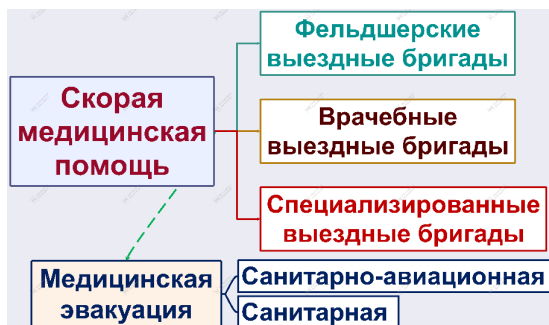 Фельдшерские
выездные бригады
Скорая
медицинская
помощь
Врачебные
выездные бригады
Специализированные
выездные бригады
Медицинская
эвакуация
Санитарно-авиационная
Санитарная